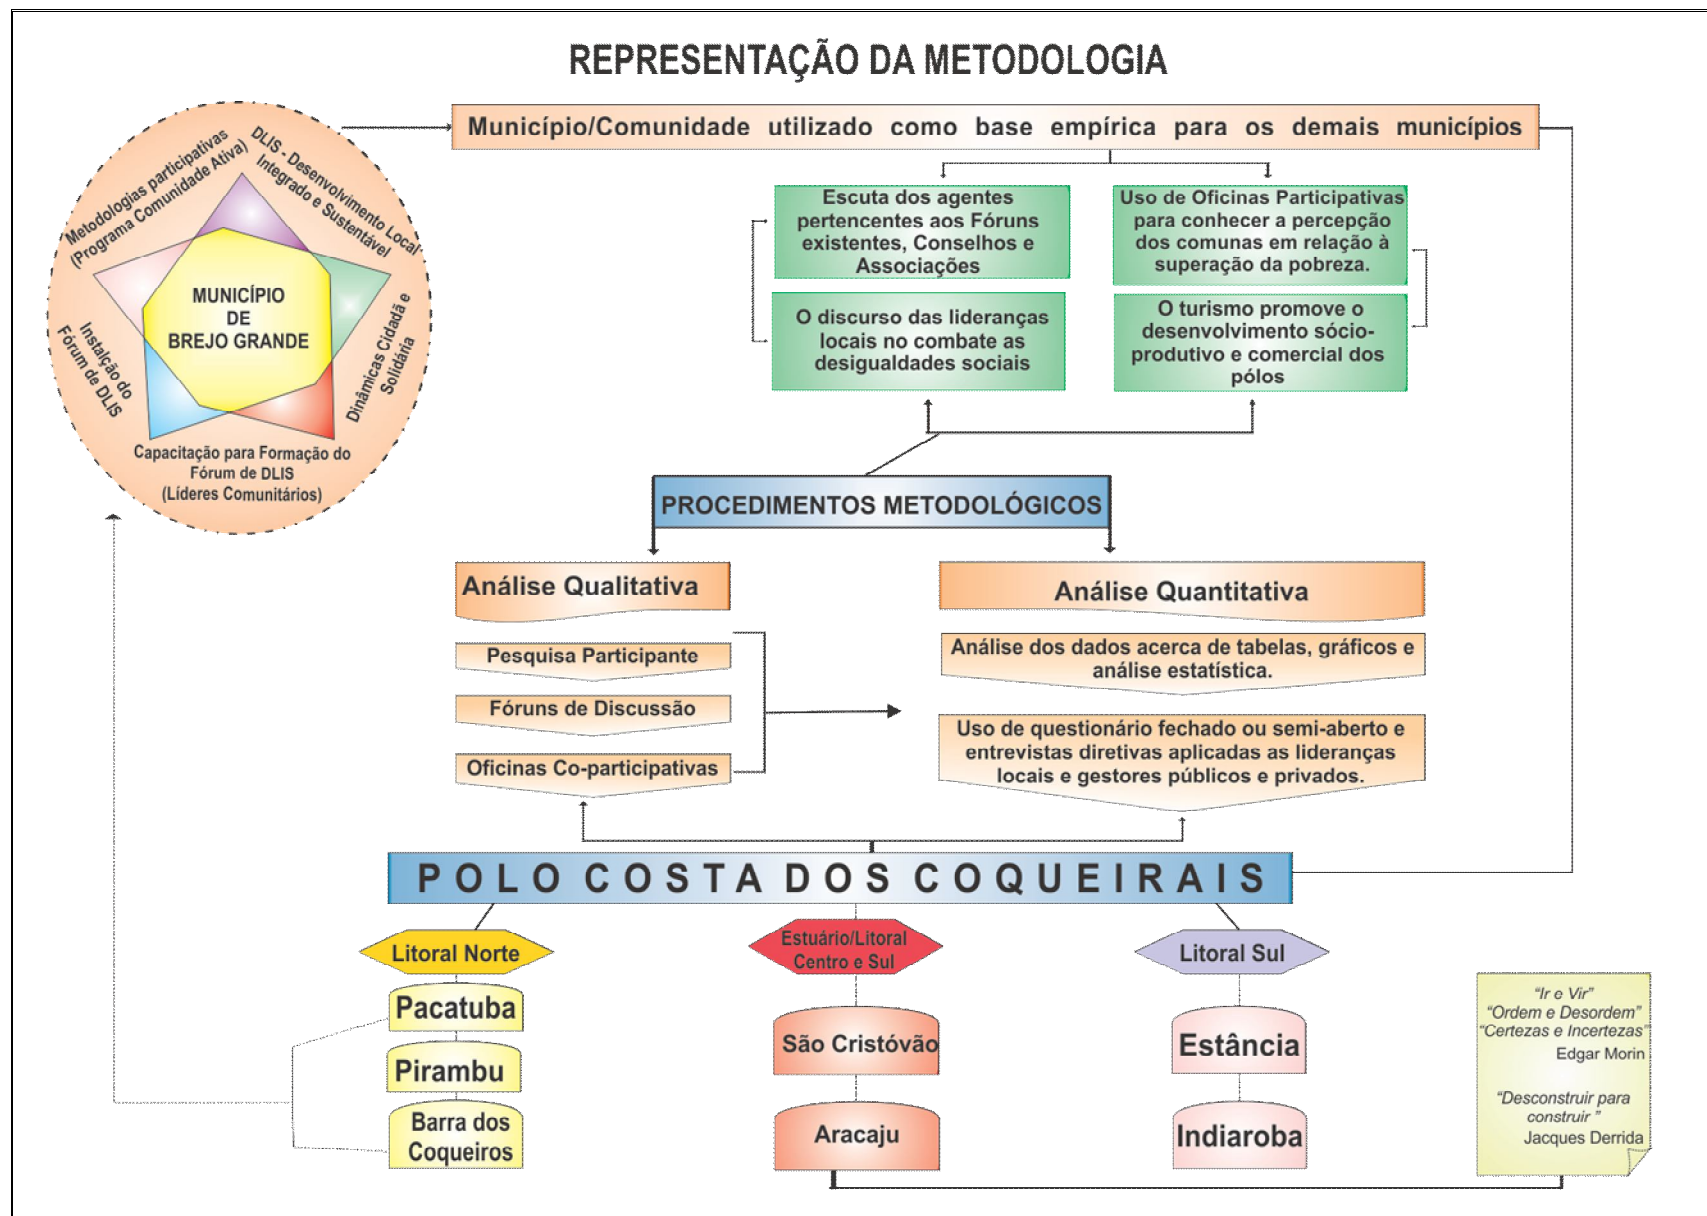 REPRESENTAÇÃO DA METODOLOGIA
Metodologias participativas
(Programa Comunidade Ativa)
DLIS - Desenvolvimento Local
Integrado e Sustentável
Dinâmicas Cidadã e
Solidária
Capacitação para Formação do
Fórum de DLIS
(Líderes Comunitários)
Instalção do
Fórum de DLIS
MUNICÍPIO
DE
BREJO GRANDE
Município/Comunidade utilizado como base empírica para os demais municípios
Escuta dos agentes
pertencentes aos Fóruns
existentes, Conselhos e
Associações
Uso de Oficinas Participativas
para conhecer a percepção
dos comunas em relação à
superação da pobreza.
O discurso das lideranças
locais no combate as
desigualdades sociais
O turismo promove o
desenvolvimento sócio-
produtivo e comercial dos
pólos
PROCEDIMENTOS METODOLÓGICOS
Análise Qualitativa
Pesquisa Participante
Fóruns de Discussão
Oficinas Co-participativas
Análise Quantitativa
Análise dos dados acerca de tabelas, gráficos e
análise estatística.
Uso de questionário fechado ou semi-aberto e
entrevistas diretivas aplicadas as lideranças
locais e gestores públicos e privados.
POLO COSTA DOS COQUEIRAIS
Litoral Norte
Pacatuba
Pirambu
Barra dos
Coqueiros
Estuário/Litoral
Centro e Sul
São Cristóvão
Aracaju
Litoral Sul
Estância
Indiaroba
“Ir e Vir”
“Ordem e Desordem”
“Certezas e Incertezas”
Edgar Morin
“Desconstruir para
construir ”
Jacques Derrida